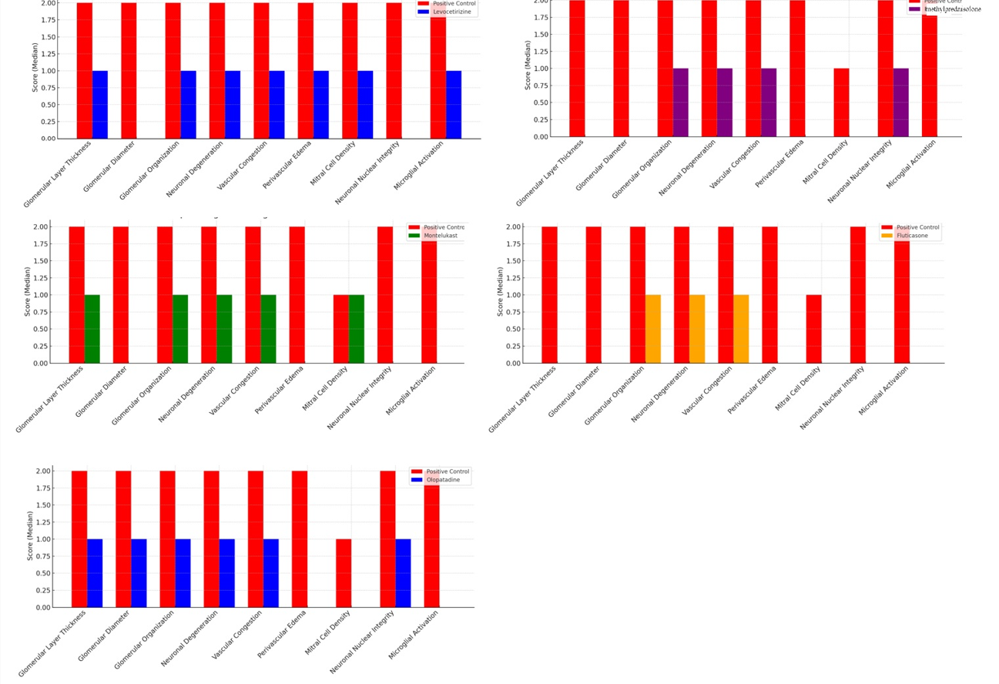 Positive Control
Levocetirizine
Score (Median)
2.00
1.75
1.50
1.25
1.00
0.75
0.50
0.25
0.00
Glomerular Layer Thickness
Glomerular Diameter
Glomerular Organization
Neuronal Degeneration
Vascular Congestion
Perivascular Edema
Mitral Cell Density
Neuronal Nuclear Integrity
Microglial Activation
Positive Contr
Score (Median)
2.00
1.75
1.50
1.25
1.00
0.75
0.50
0.25
0.00
Glomerular Layer Thickness
Glomerular Diameter
Glomerular Organization
Neuronal Degeneration
Vascular Congestion
Perivascular Edema
Mitral Cell Density
Neuronal Nuclear Integrity
Microglial Activation
Positive Contro
Montelukast
Score (Median)
2.00
1.75
1.50
1.25
1.00
0.75
0.50
0.25
0.00
Glomerular Layer Thickness
Glomerular Diameter
Glomerular Organization
Neuronal Degeneration
Vascular Congestion
Perivascular Edema
Mitral Cell Density
Neuronal Nuclear Integrity
Microglial Activation
Positive Control
Fluticasone
Score (Median)
2.00
1.75
1.50
1.25
1.00
0.75
0.50
0.25
0.00
Glomerular Layer Thickness
Glomerular Diameter
Glomerular Organization
Neuronal Degeneration
Vascular Congestion
Perivascular Edema
Mitral Cell Density
Neuronal Nuclear Integrity
Microglial Activation
Positive Control
Olopatadine
Score (Median)
2.00
1.75
1.50
1.25
1.00
0.75
0.50
0.25
0.00
Glomerular Layer Thickness
Glomerular Diameter
Glomerular Organization
Neuronal Degeneration
Vascular Congestion
Perivascular Edema
Mitral Cell Density
Neuronal Nuclear Integrity
Microglial Activation